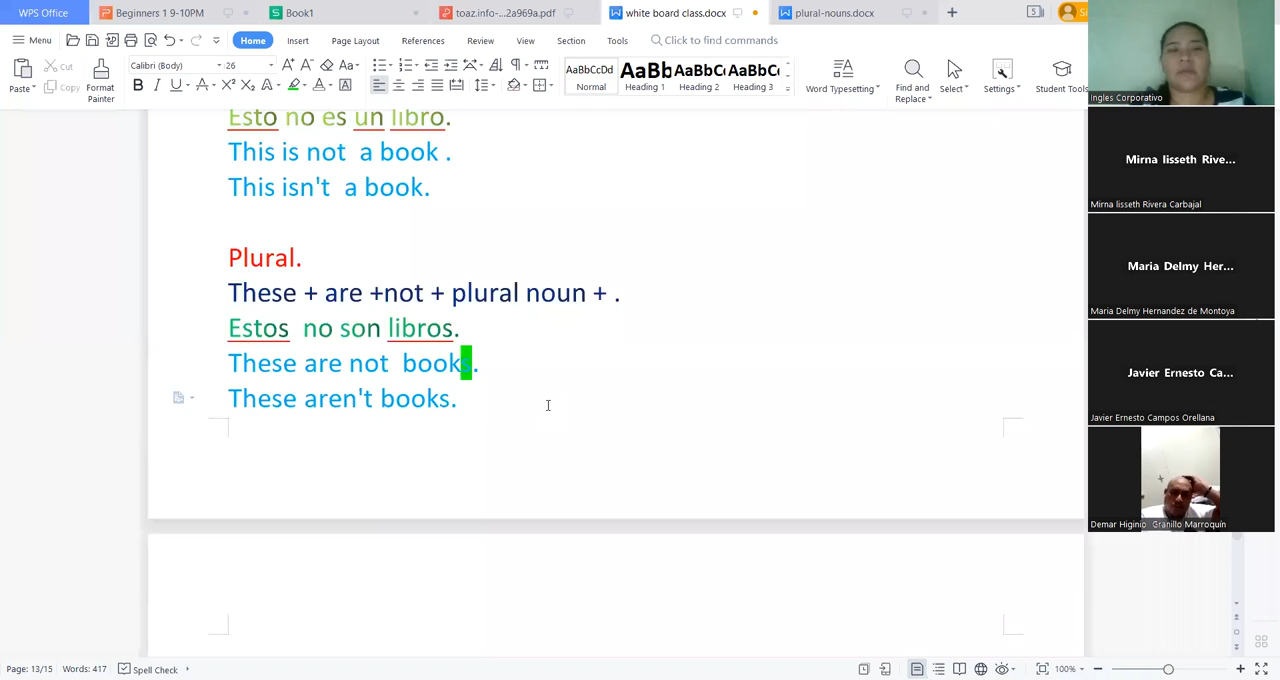 WPS Office
Beginners 1 9-10PM
Book1
toaz.info-...2a969a.pdf
white board class.docx
plural-nouns.docx
5
Menu
Home
Insert
Page Layout
References
Review
View
Section
Tools
Click to find commands
Paste
Cut
Copy
Format Painter
Calibri (Body)
26
AaBbCcDd
Normal
AaBb
Heading 1
AaBbC
Heading 2
AaBbC
Heading 3
Word Typesetting
Find and Replace
Select
Settings
Student Tools
Esto no es un libro.
This is not a book .
This isn't a book.
Plural.
These + are +not + plural noun + .
Estos no son libros.
These are not books.
These aren't books.
Ingles Corporativo
Mirna lisseth Rive...
Mirna lisseth Rivera Carbajal
Maria Delmy Her...
Maria Delmy Hernandez de Montoya
Javier Ernesto Ca...
Javier Ernesto Campos Orellana
Demar Higinio Granillo Marroquín
Page: 13/15
Words: 417
Spell Check
100%